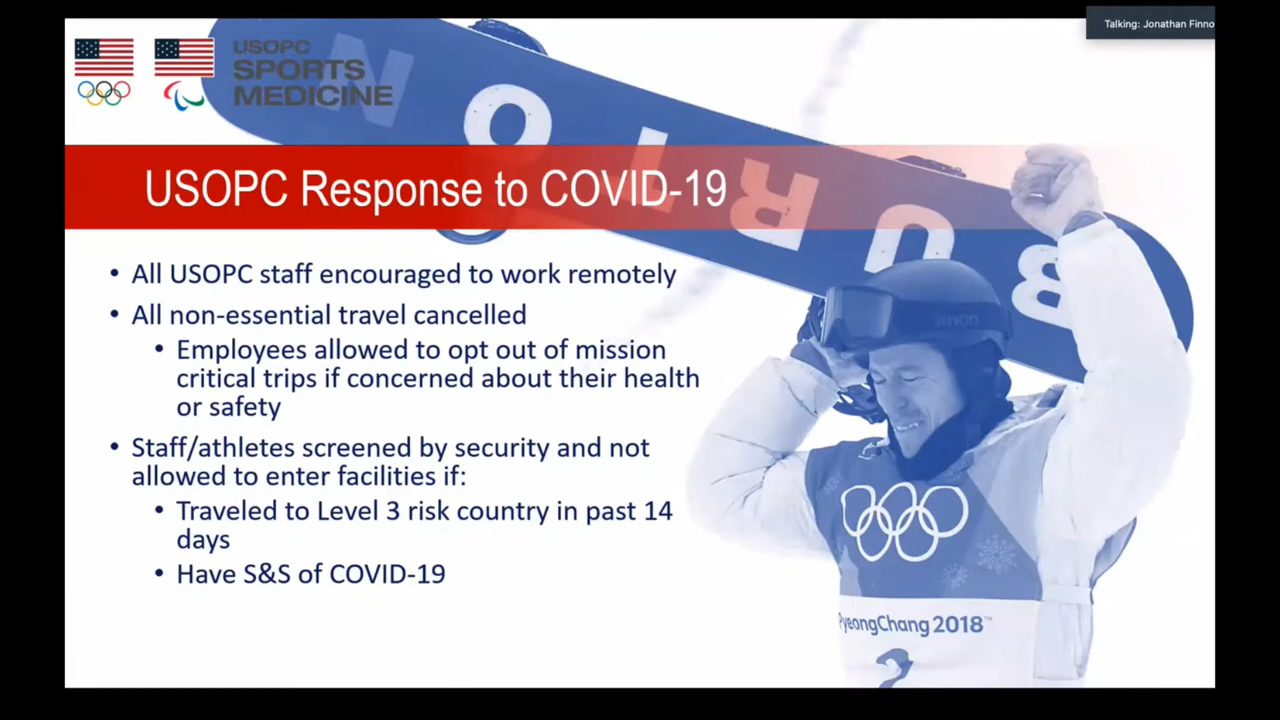 Talking: Jonathan Finno
USOPC
SPORTS
MEDICINE
BURTON
USOPC Response to COVID-19
• All USOPC staff encouraged to work remotely
• All non-essential travel cancelled
• Employees allowed to opt out of mission
critical trips if concerned about their health
or safety
• Staff/athletes screened by security and not
allowed to enter facilities if:
• Traveled to Level 3 risk country in past 14
days
• Have S&S of COVID-19
anon
PyeongChang 2018™
2